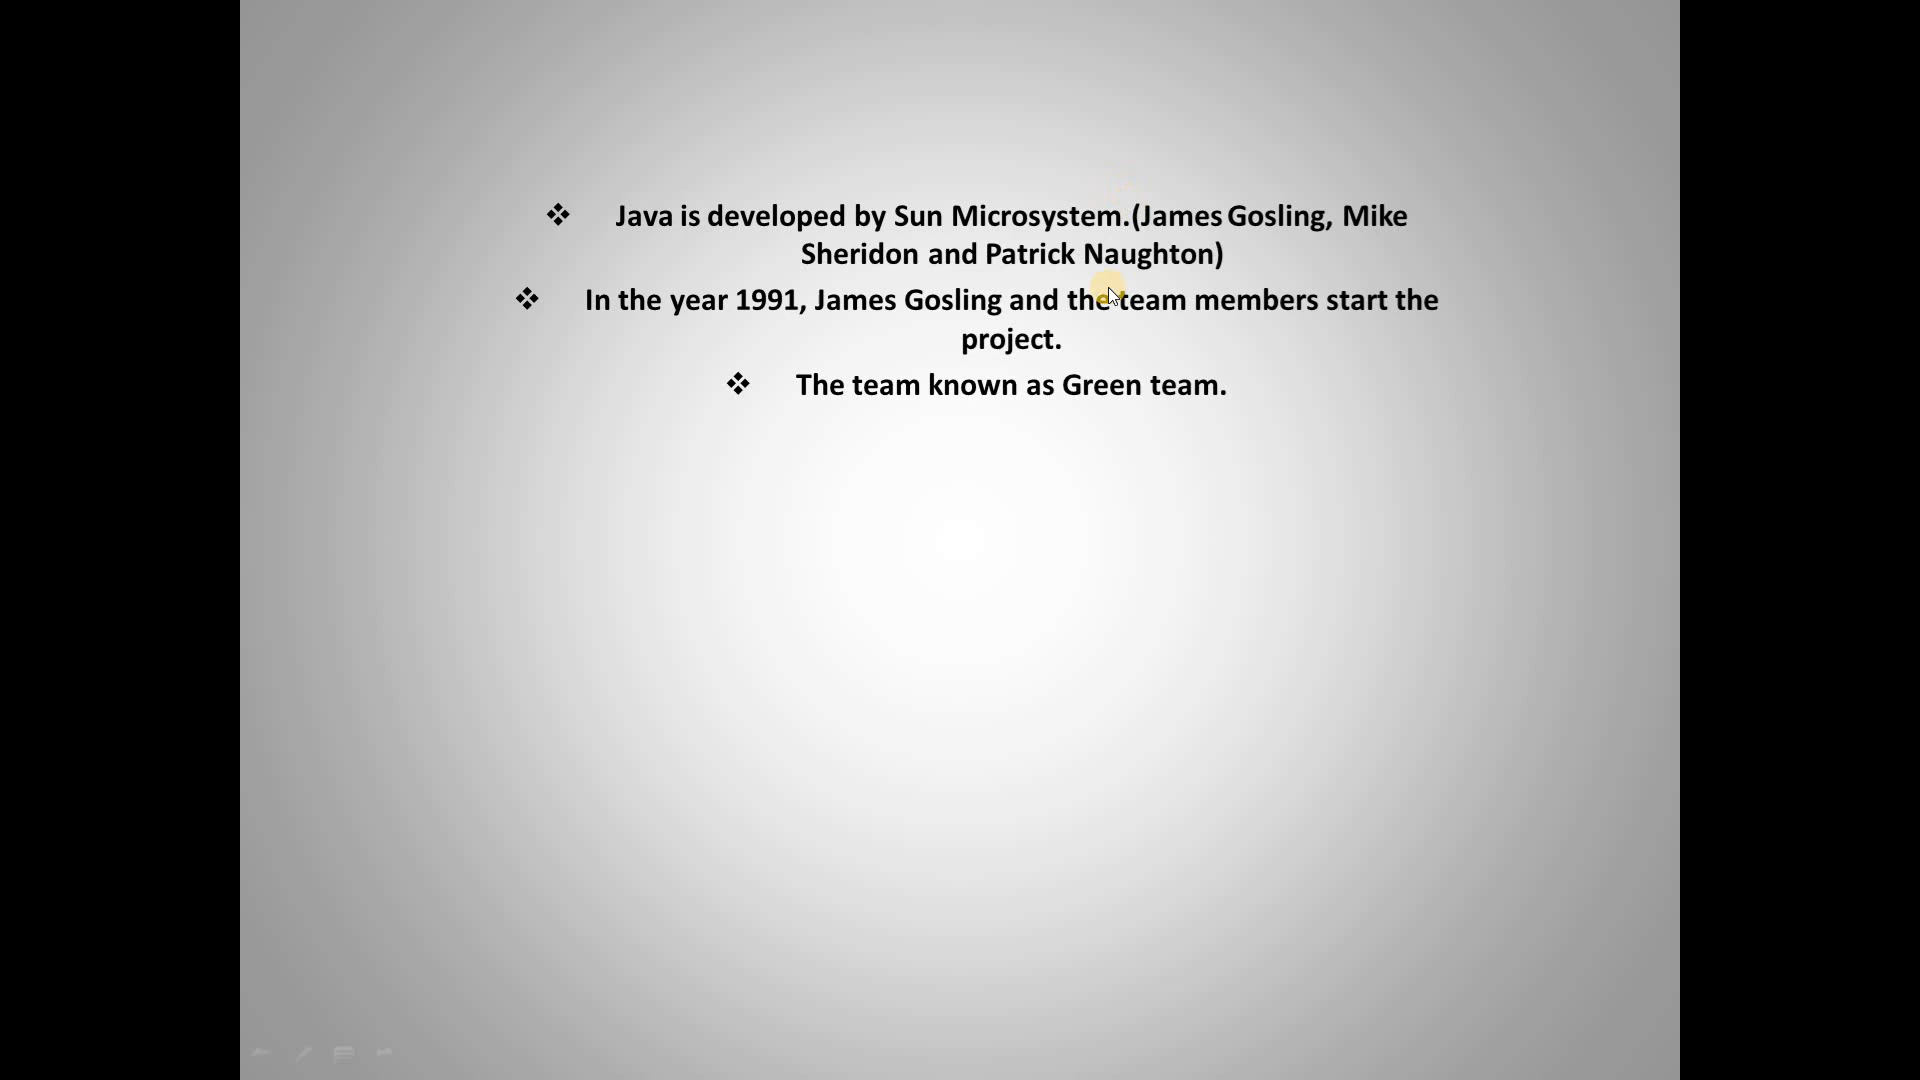 ❖ Java is developed by Sun Microsystem.(James Gosling, Mike
Sheridon and Patrick Naughton)
❖ In the year 1991, James Gosling and the team members start the
project.
❖ The team known as Green team.